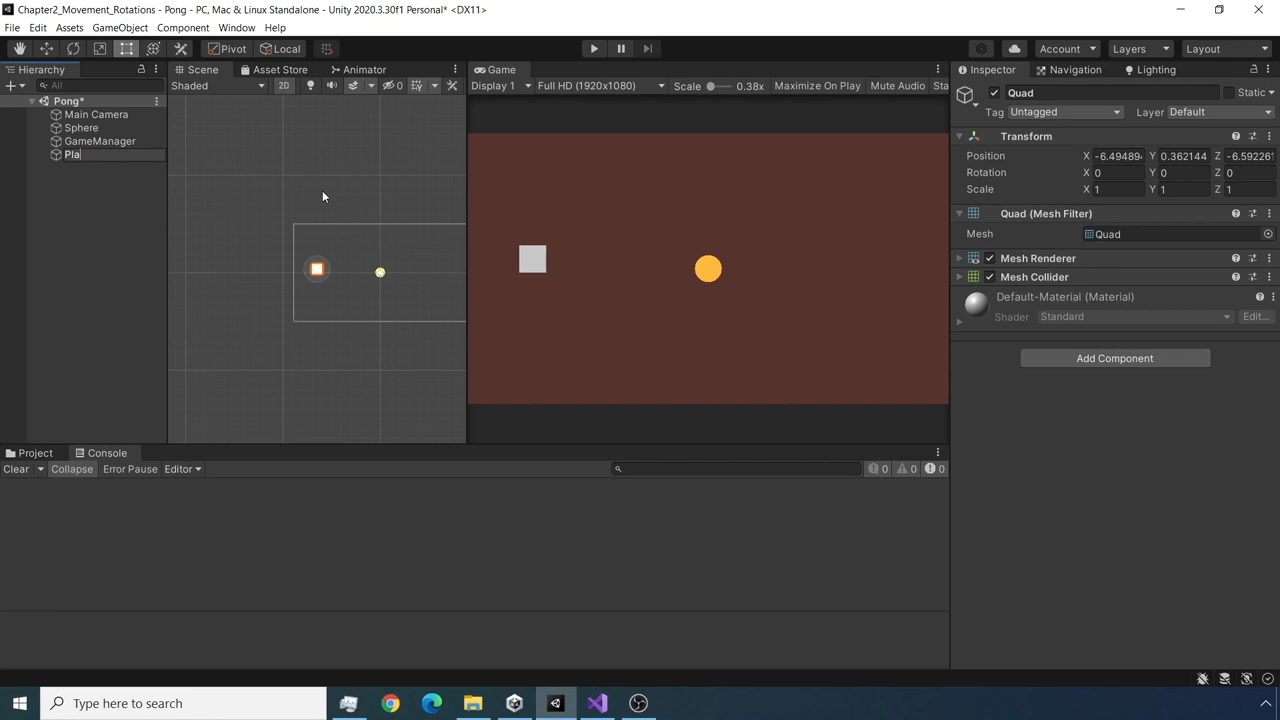 Chapter2_Movement_Rotations - Pong - PC, Mac & Linux Standalone - Unity 2020.3.30f1 Personal* <DX11>
File Edit Assets GameObject Component Window Help
Pivot Local Account Layers Layout
Hierarchy
All
Pong*
Main Camera
Sphere
GameManager
Pla
Scene Asset Store Animator
Shaded 2D 0
Game
Display 1 Full HD (1920x1080) Scale 0.38x Maximize On Play Mute Audio Sta
Inspector Navigation Lighting
Quad Static
Tag Untagged Layer Default
Transform
Position X -6.49489 Y 0.362144 Z -6.59226
Rotation X 0 Y 0 Z 0
Scale X 1 Y 1 Z 1
Quad (Mesh Filter)
Mesh Quad
Mesh Renderer
Mesh Collider
Default-Material (Material)
Shader Standard Edit...
Add Component
Project Console
Clear Collapse Error Pause Editor 0 0 0
Type here to search